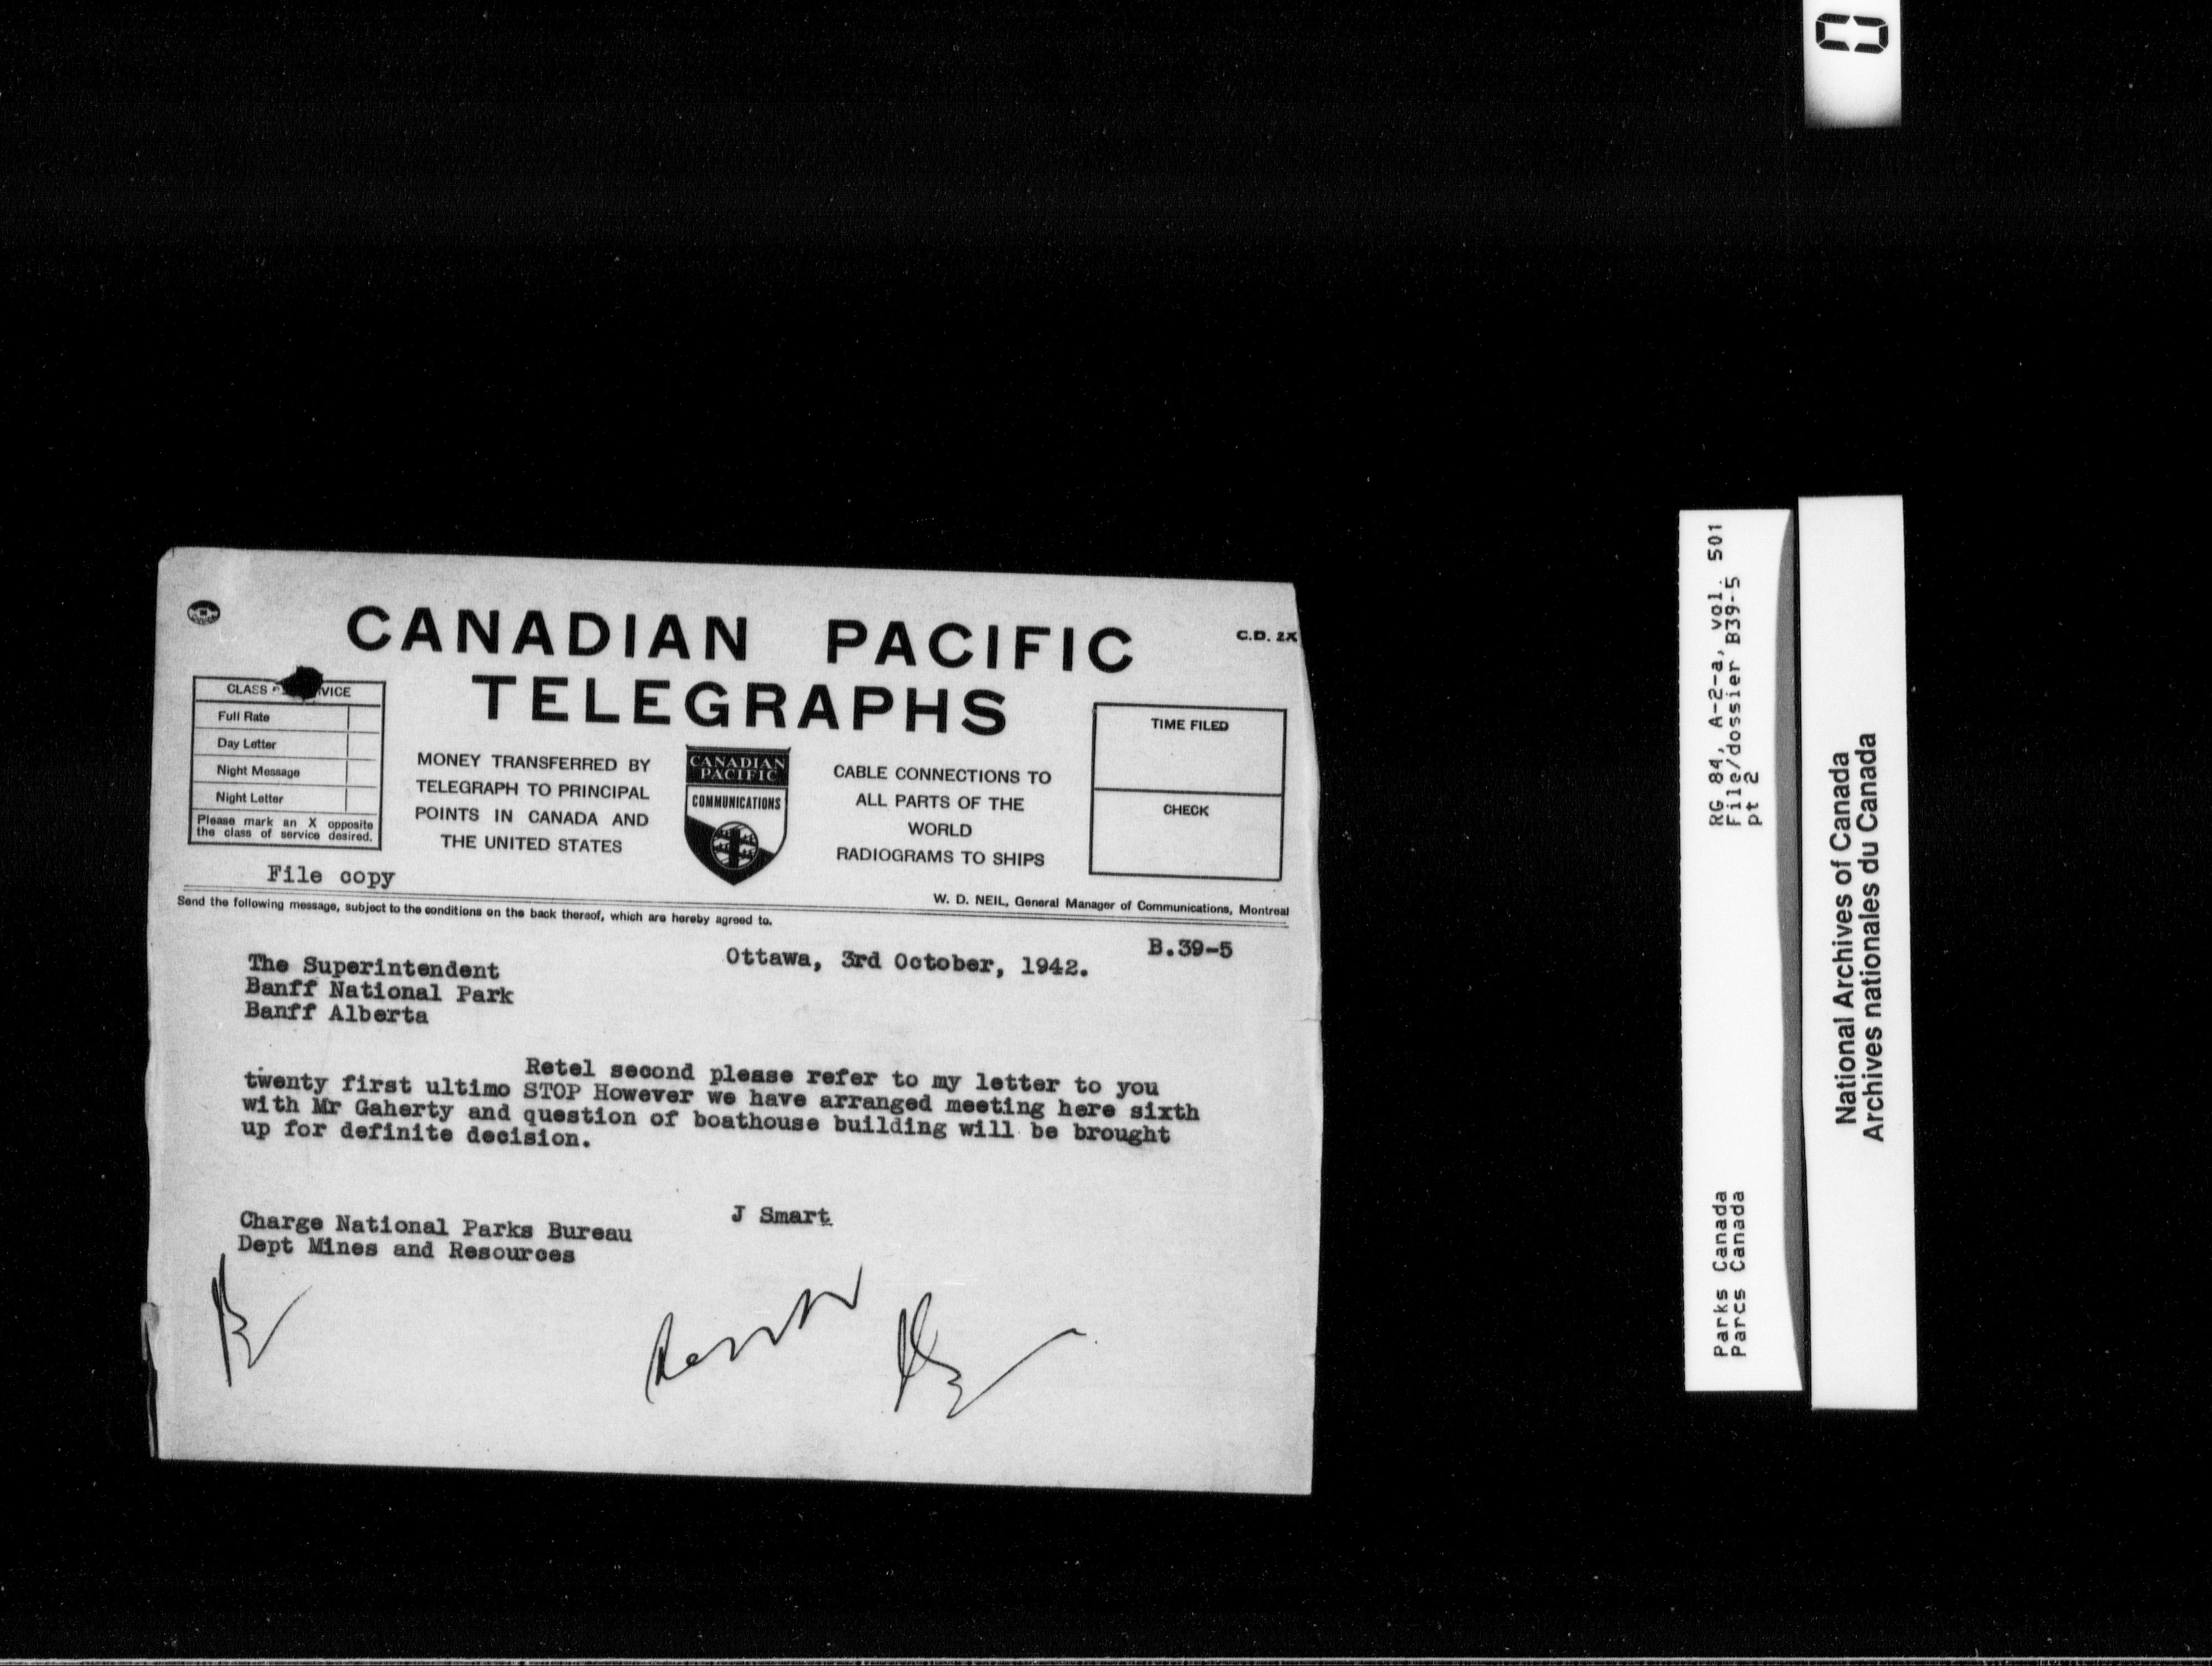 CANADIAN PACIFIC
TELEGRAPHS
C.D. 2X
CLASS VICE
Full Rate
Day Letter
Night Message
Night Letter
Please mark an X opposite
the class of service desired.
MONEY TRANSFERRED BY
TELEGRAPH TO PRINCIPAL
POINTS IN CANADA AND
THE UNITED STATES
CANADIAN
PACIFIC
COMMUNICATIONS
CABLE CONNECTIONS TO
ALL PARTS OF THE
WORLD
RADIOGRAMS TO SHIPS
TIME FILED
CHECK
File copy
W. D. NEIL, General Manager of Communications, Montreal
Send the following message, subject to the conditions on the back thereof, which are hereby agreed to.
B.39-5
Ottawa, 3rd October, 1942.
The Superintendent
Banff National Park
Banff Alberta
Retel second please refer to my letter to you
twenty first ultimo STOP However we have arranged meeting here sixth
with Mr Gaherty and question of boathouse building will be brought
up for definite decision.
J Smart
Charge National Parks Bureau
Dept Mines and Resources
RG 84, A-2-a, vol. 501
File/dossier B39-5
pt 2
Parks Canada
Parcs Canada
National Archives of Canada
Archives nationales du Canada